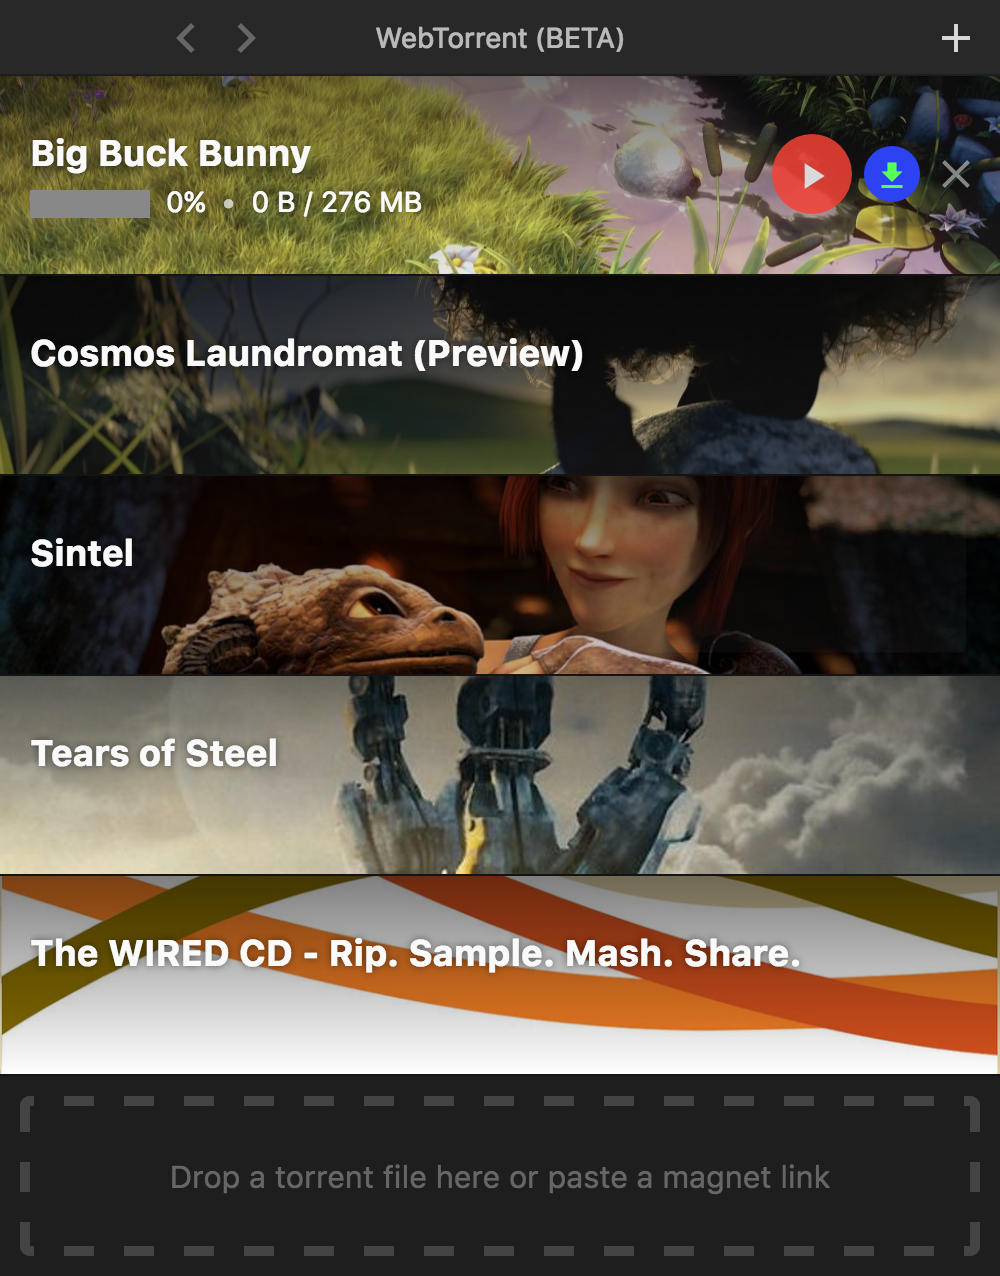 WebTorrent (BETA)
Big Buck Bunny
0% • 0 B / 276 MB
Cosmos Laundromat (Preview)
Sintel
Tears of Steel
The WIRED CD - Rip. Sample. Mash. Share.
Drop a torrent file here or paste a magnet link